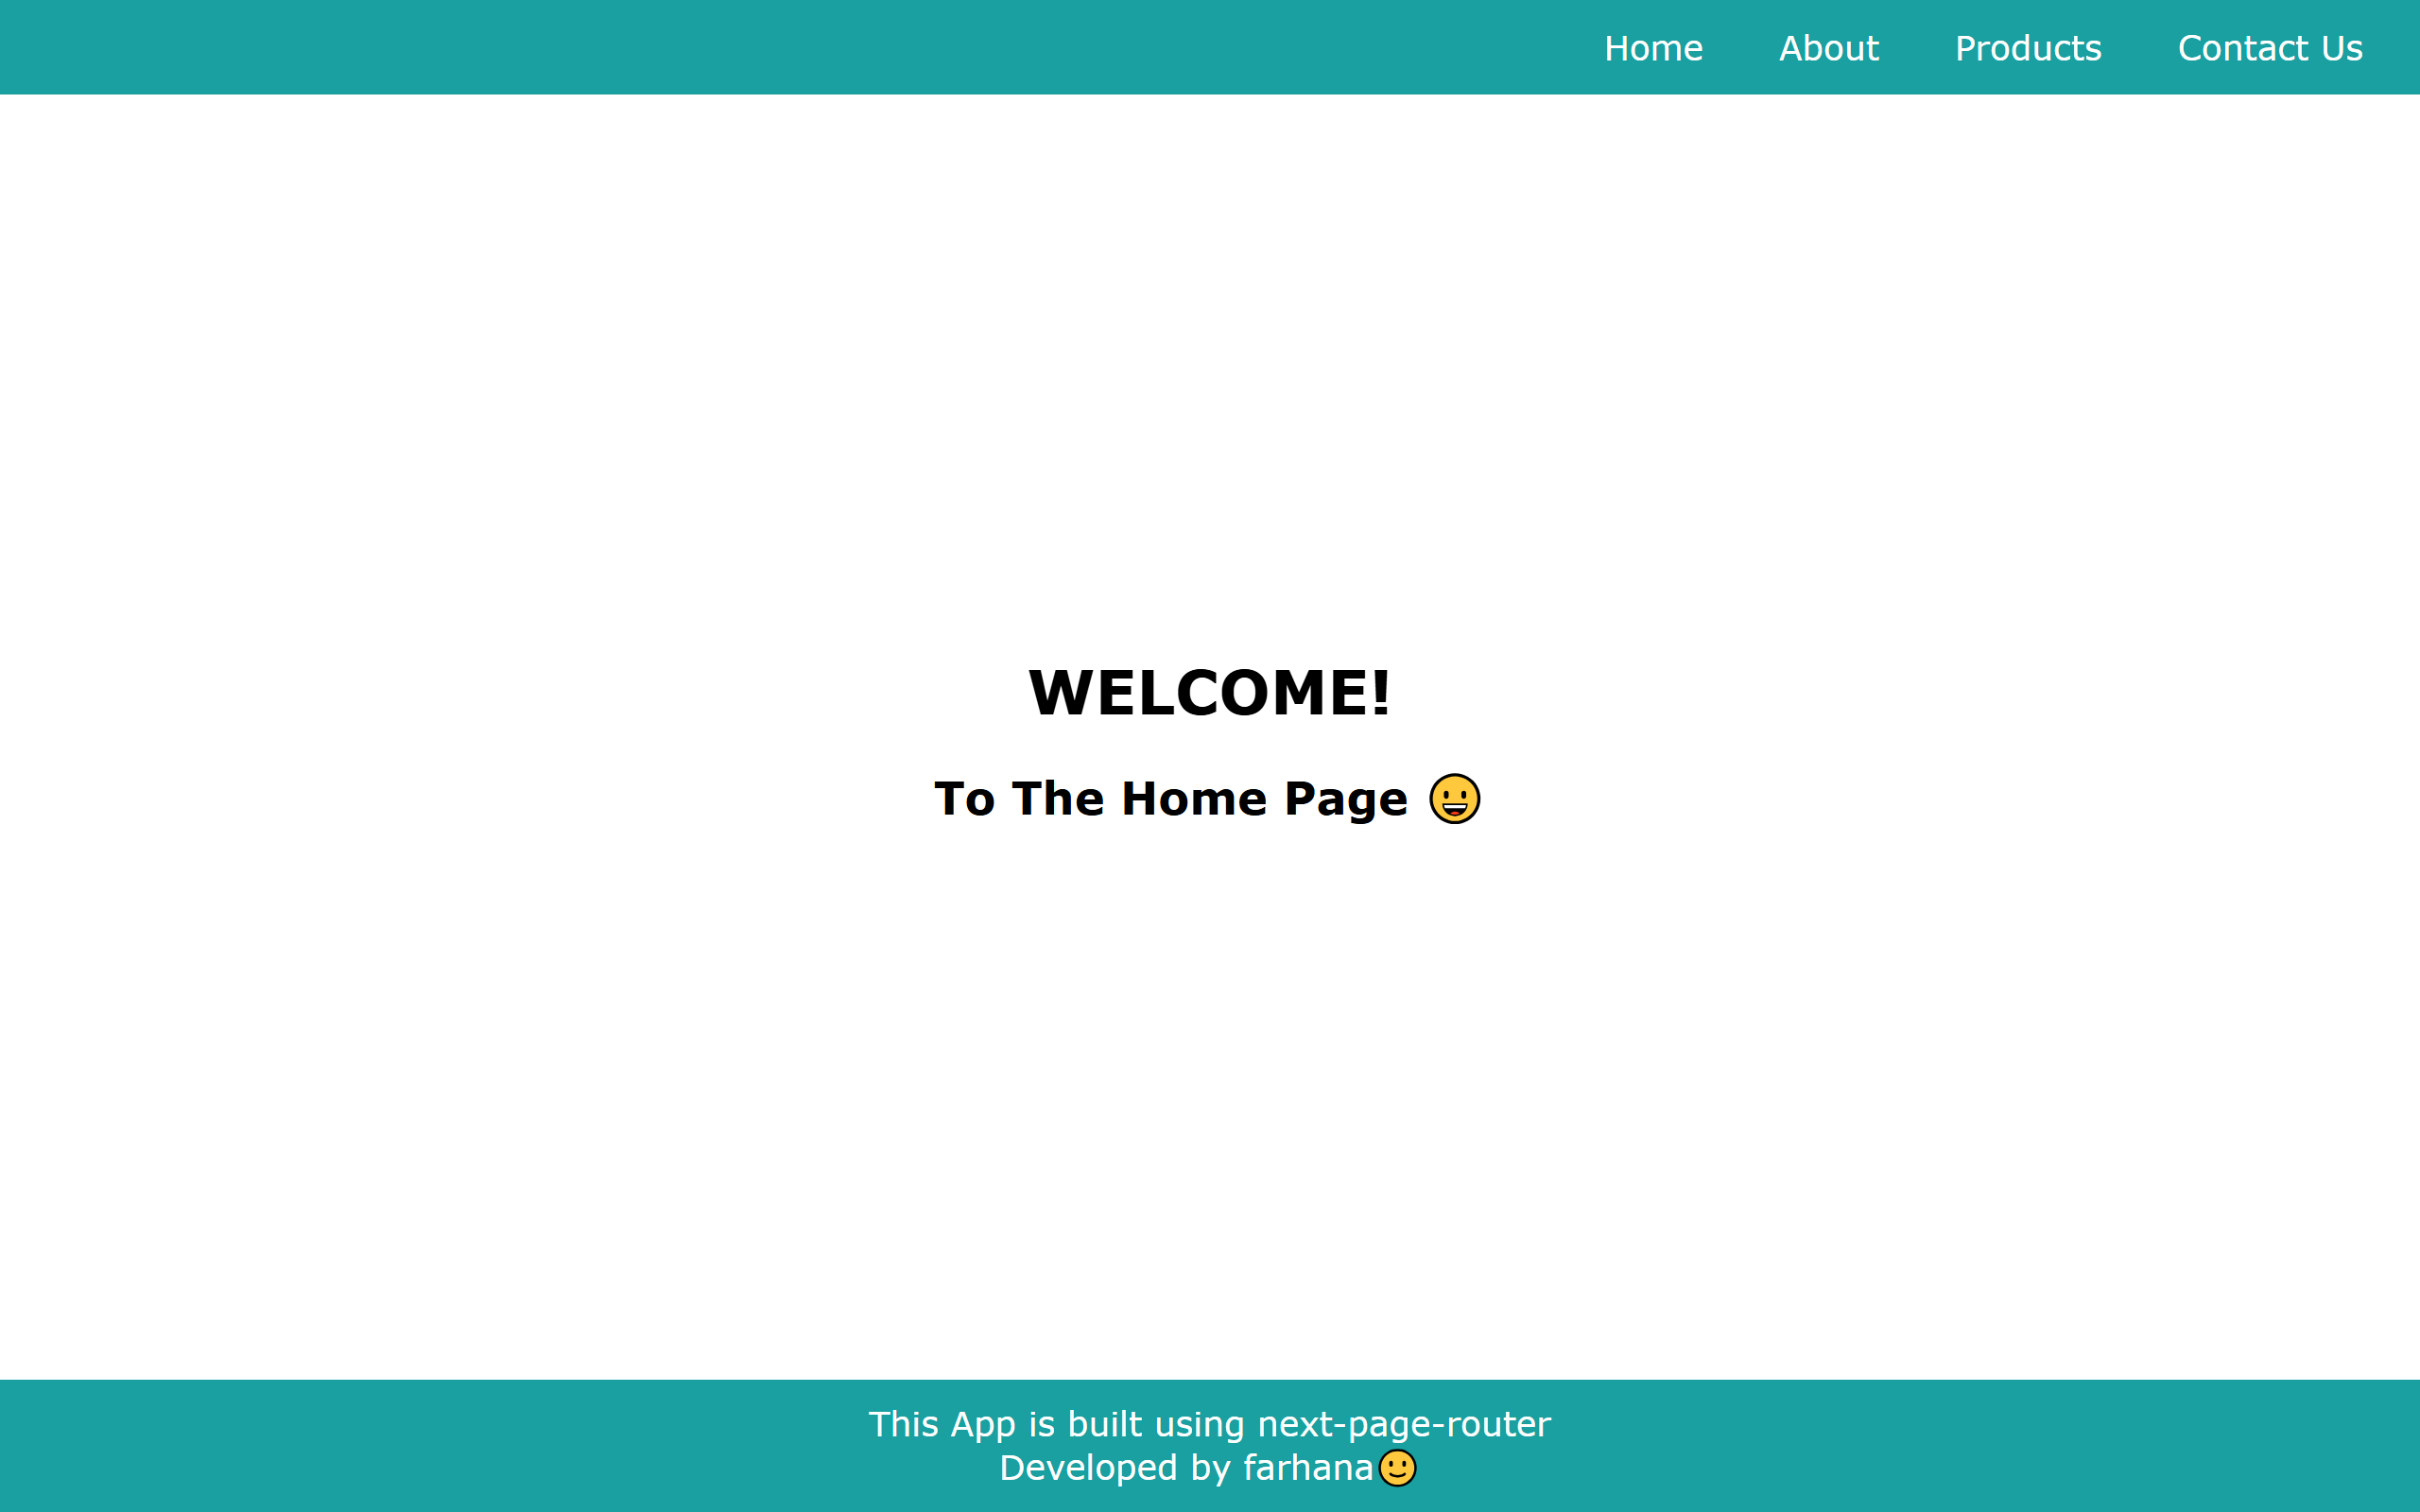 Home About Products Contact Us
WELCOME!
To The Home Page 😃
This App is built using next-page-router
Developed by farhana🙂